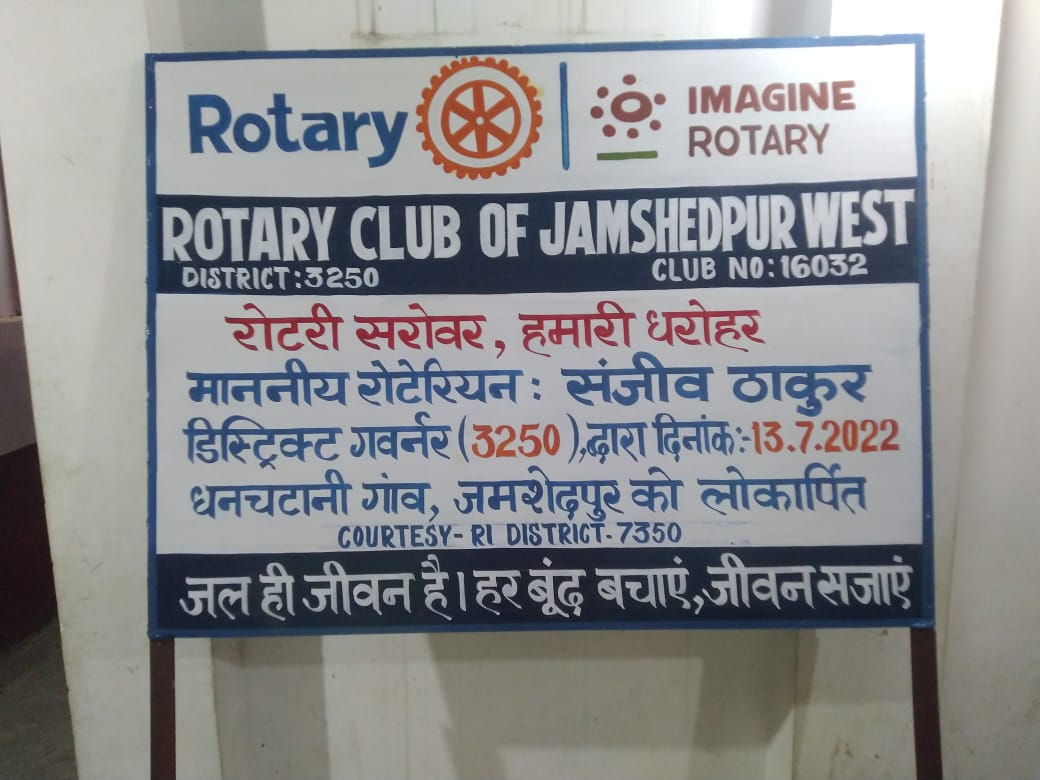 Rotary
IMAGINE
ROTARY
ROTARY CLUB OF JAMSHEDPUR WEST
DISTRICT:3250 CLUB NO:16032
रोटरी सरोवर, हमारी धरोहर
माननीय रोटेरियन: संजीव ठाकुर
डिस्ट्रिक्ट गवर्नर (3250),द्वारा दिनांक:-13.7.2022
धनचटानी गांव, जमशेदपुर को लोकार्पित
COURTESY- RI DISTRICT- 7350
जल ही जीवन है। हर बूंद बचाएं,जीवन सजाएं